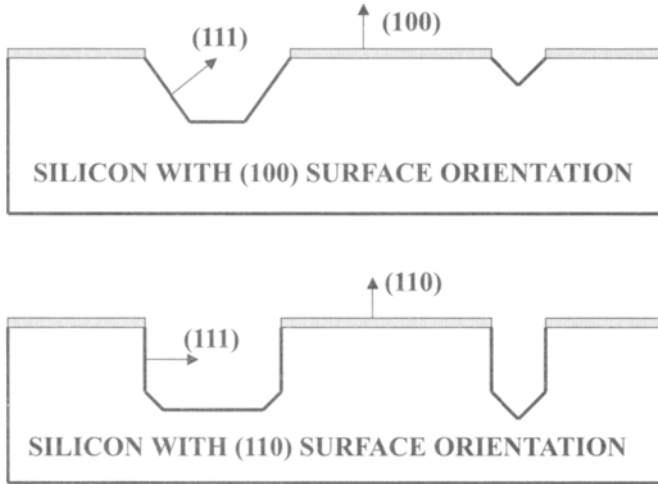 (111)
(100)
SILICON WITH (100) SURFACE ORIENTATION
(110)
(111)
SILICON WITH (110) SURFACE ORIENTATION